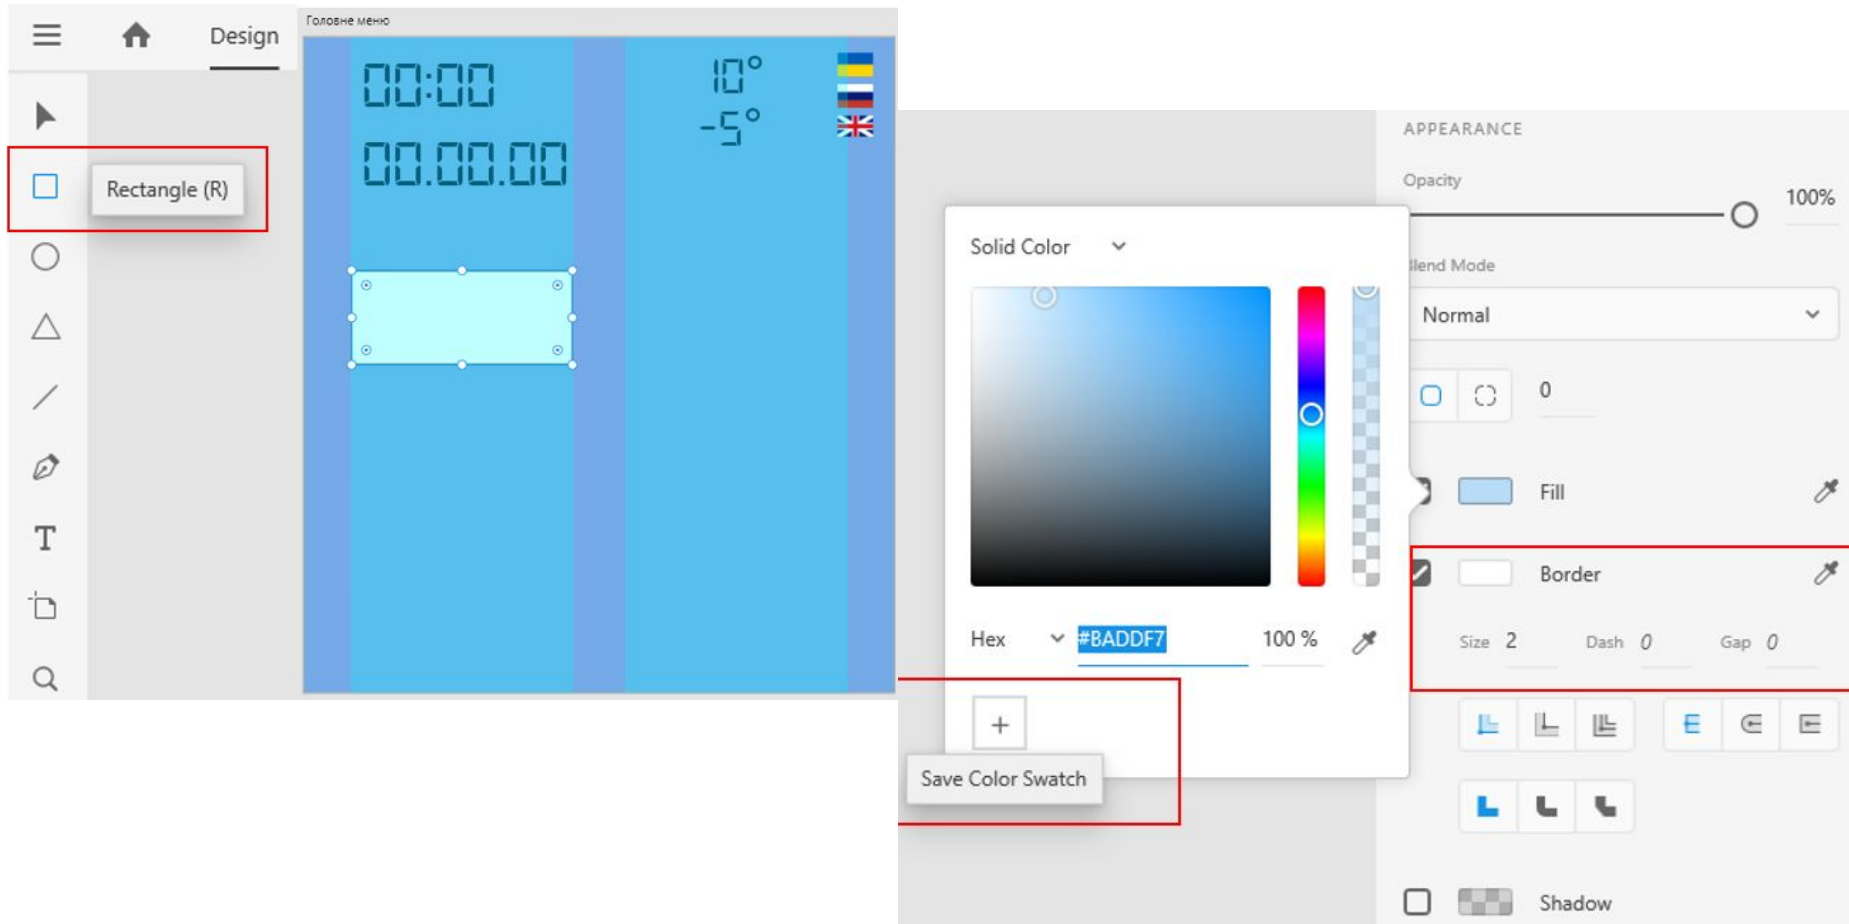 Design
Головне меню
Rectangle (R)
00:00
00.00.00
10°
-5°
T
APPEARANCE
Opacity
100%
Blend Mode
Normal
0
Fill
Border
Size 2 Dash 0 Gap 0
Shadow
Solid Color
Hex #BADDF7 100 %
+
Save Color Swatch